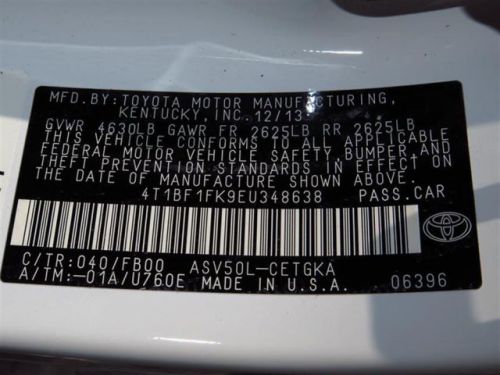 MFD.BY:TOYOTA MOTOR MANUFACTURING,
KENTUCKY, INC. 12/13
GVWR 4630LB GAWR FR 2625LB RR 2625LB
THIS VEHICLE CONFORMS TO ALL APPLICABLE
FEDERAL MOTOR VEHICLE SAFETY, BUMPER AND
THEFT PREVENTION STANDARDS IN EFFECT ON
THE DATE OF MANUFACTURE SHOWN ABOVE.
4T1BF1FK9EU348638 PASS.CAR
C/TR:040/FB00 ASV50L-CETGKA
A/TM:-01A/U760E MADE IN U.S.A. 06396